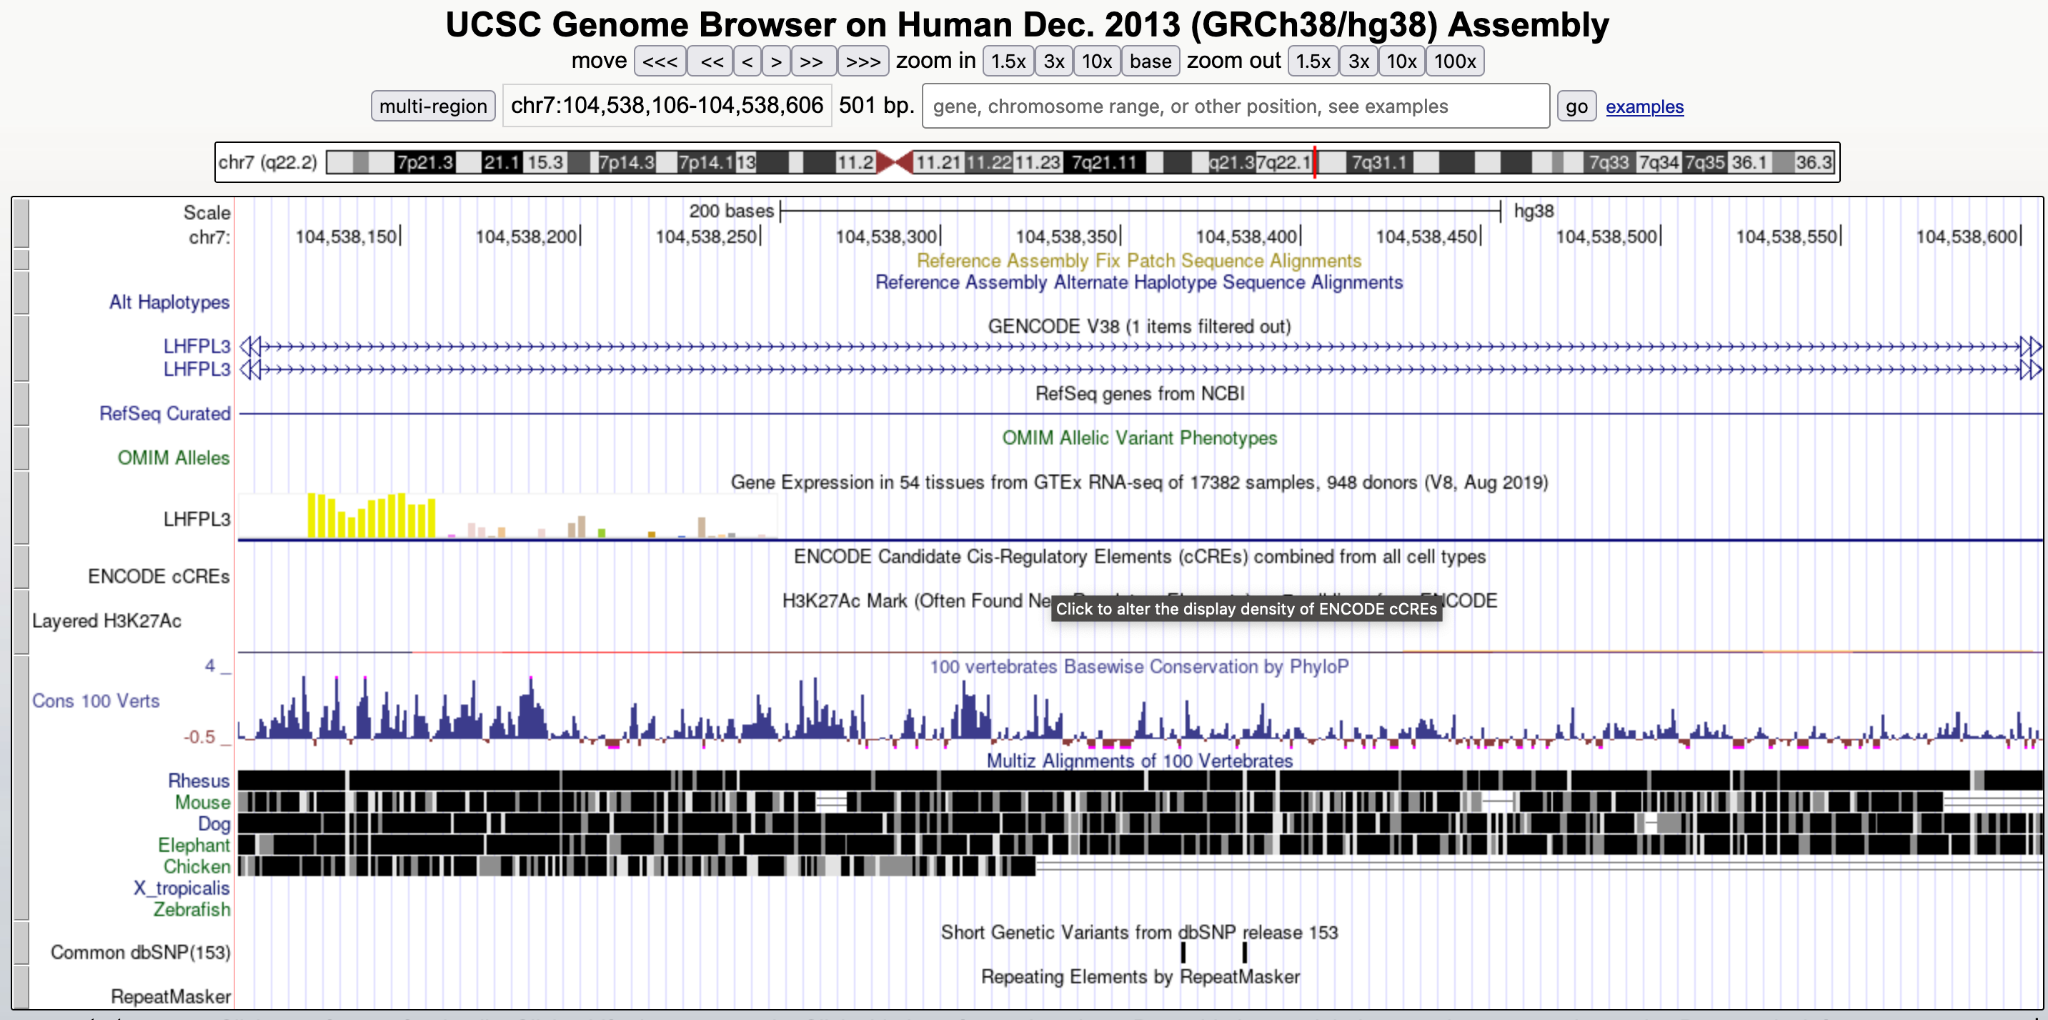 UCSC Genome Browser on Human Dec. 2013 (GRCh38/hg38) Assembly
move <<< << < > >> >>> zoom in 1.5x 3x 10x base zoom out 1.5x 3x 10x 100x
multi-region chr7:104,538,106-104,538,606 501 bp. gene, chromosome range, or other position, see examples go examples
chr7 (q22.2) 7p21.3 21.1 15.3 7p14.3 7p14.1 13 11.2 11.21 11.22 11.23 7q21.11 q21.3 7q22.1 7q31.1 7q33 7q34 7q35 36.1 36.3
Scale 200 bases hg38
chr7: 104,538,150 104,538,200 104,538,250 104,538,300 104,538,350 104,538,400 104,538,450 104,538,500 104,538,550 104,538,600
Reference Assembly Fix Patch Sequence Alignments
Reference Assembly Alternate Haplotype Sequence Alignments
Alt Haplotypes
GENCODE V38 (1 items filtered out)
LHFPL3
LHFPL3
RefSeq genes from NCBI
RefSeq Curated
OMIM Allelic Variant Phenotypes
OMIM Alleles
Gene Expression in 54 tissues from GTEx RNA-seq of 17382 samples, 948 donors (V8, Aug 2019)
LHFPL3
ENCODE Candidate Cis-Regulatory Elements (cCREs) combined from all cell types
ENCODE cCREs
H3K27Ac Mark (Often Found
Click to alter the display density of ENCODE cCREs
Layered H3K27Ac
4
100 vertebrates Basewise Conservation by PhyloP
Cons 100 Verts
-0.5
Multiz Alignments of 100 Vertebrates
Rhesus
Mouse
Dog
Elephant
Chicken
X_tropicalis
Zebrafish
Short Genetic Variants from dbSNP release 153
Common dbSNP(153)
Repeating Elements by RepeatMasker
RepeatMasker